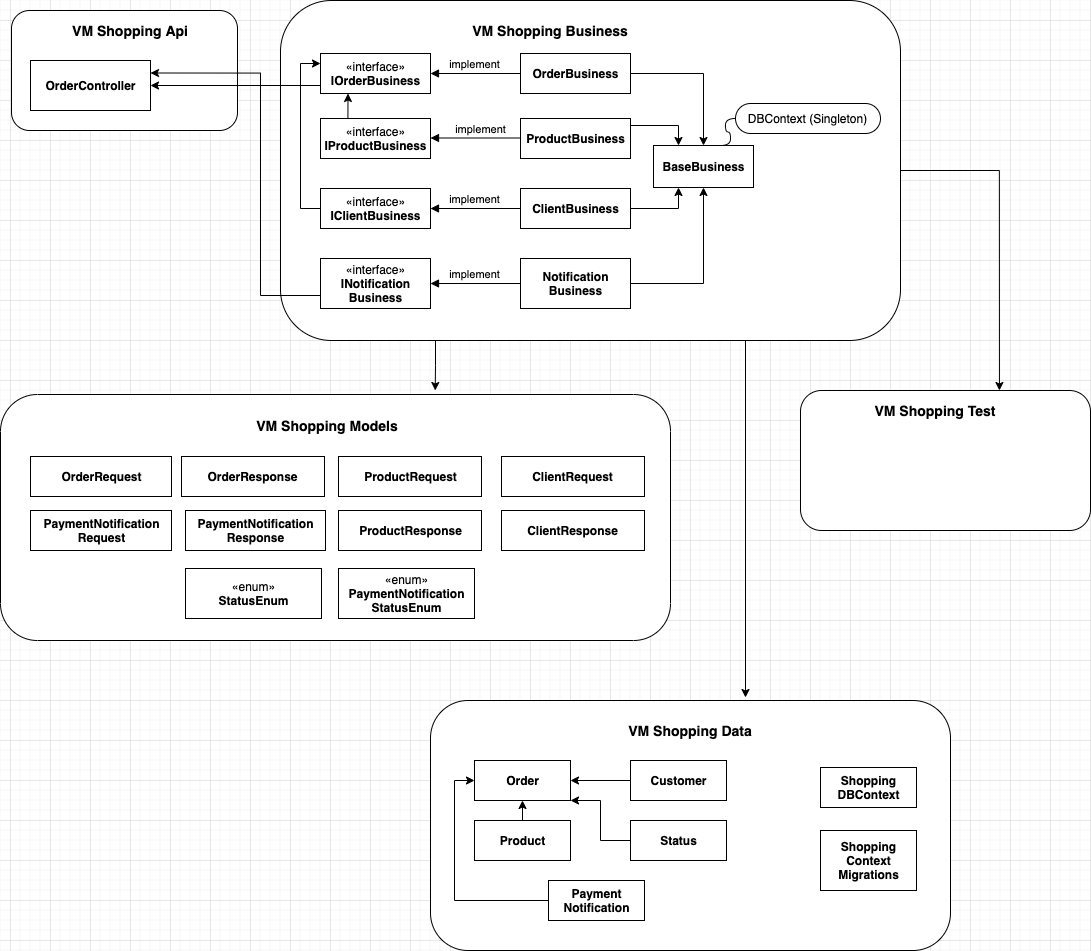 VM Shopping Api
OrderController
VM Shopping Business
«interface»
IOrderBusiness
implement
OrderBusiness
«interface»
IProductBusiness
implement
ProductBusiness
DBContext (Singleton)
BaseBusiness
«interface»
IClientBusiness
implement
ClientBusiness
«interface»
INotification
Business
implement
Notification
Business
VM Shopping Models
OrderRequest
OrderResponse
ProductRequest
ClientRequest
PaymentNotification
Request
PaymentNotification
Response
ProductResponse
ClientResponse
«enum»
StatusEnum
«enum»
PaymentNotification
StatusEnum
VM Shopping Test
VM Shopping Data
Order
Customer
Shopping
DBContext
Product
Status
Shopping
Context
Migrations
Payment
Notification